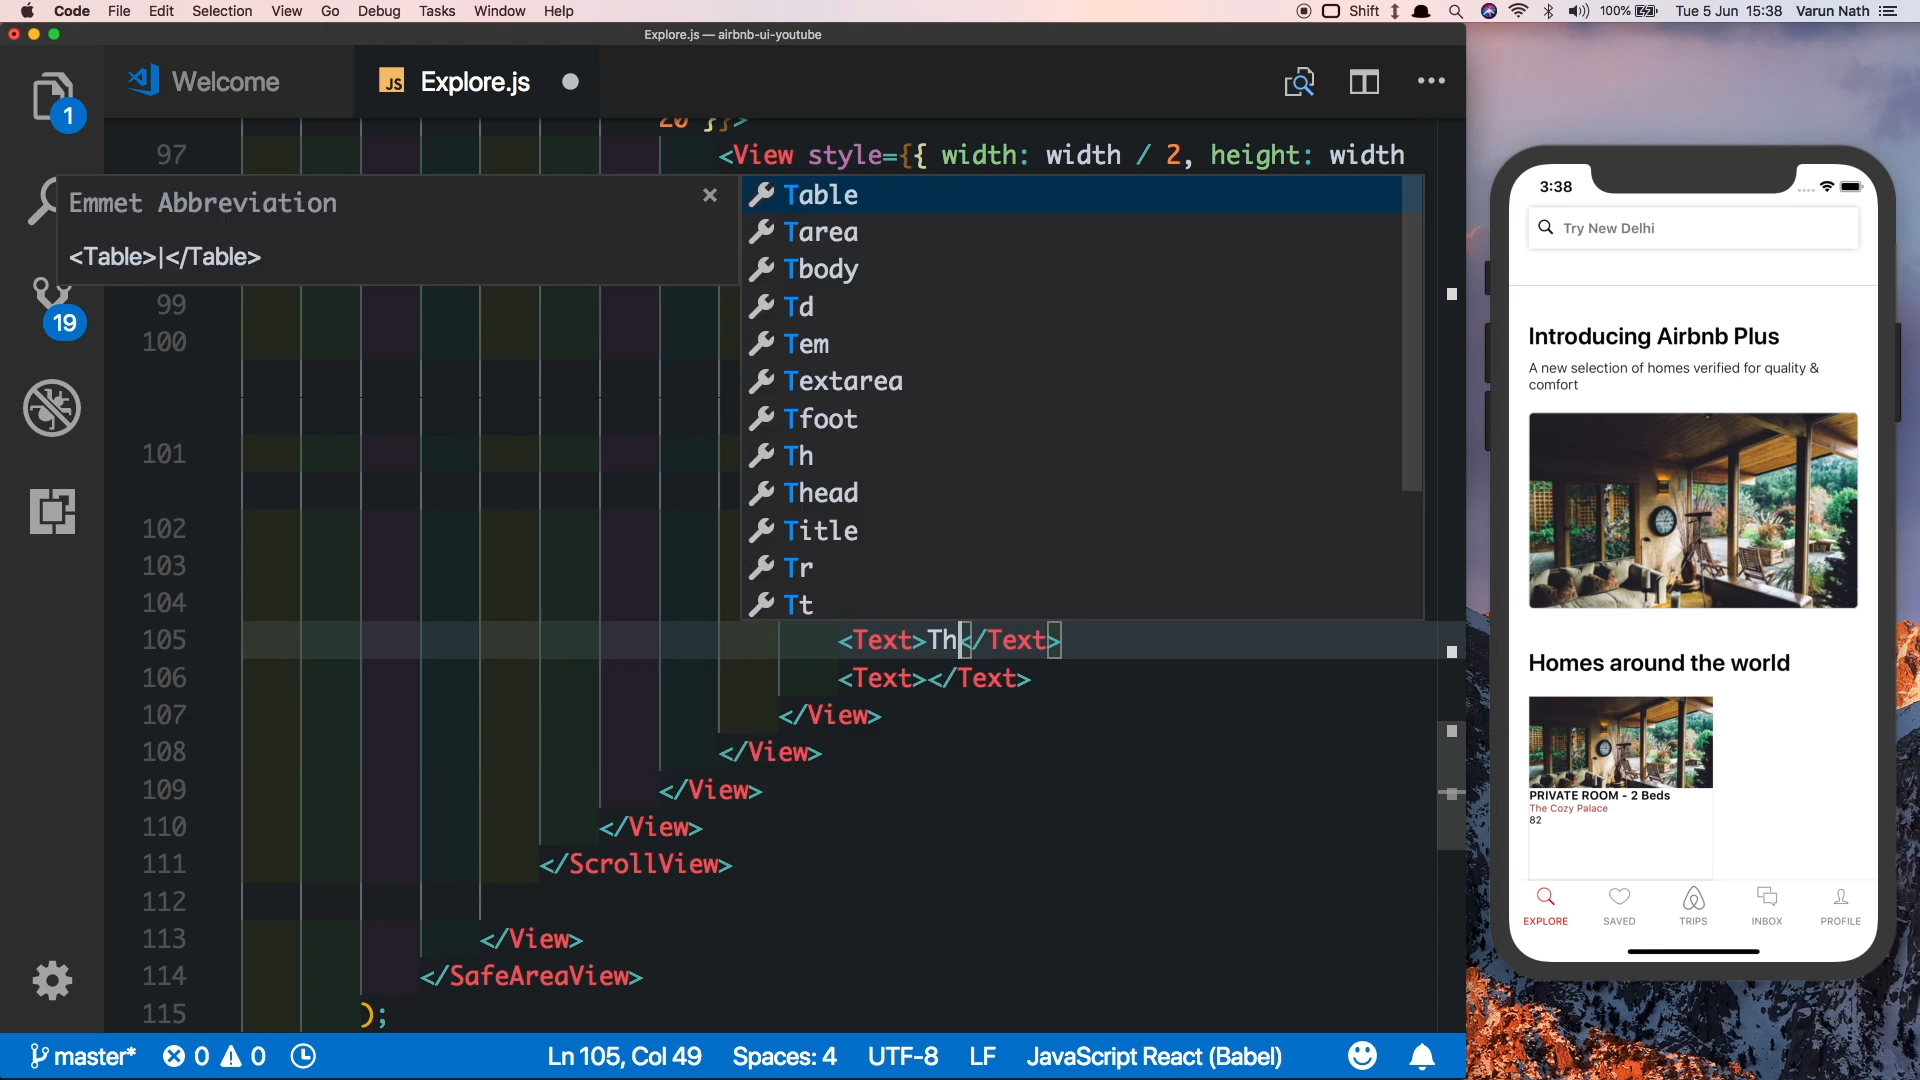 Code File Edit Selection View Go Debug Tasks Window Help Shift 100% Tue 5 Jun 15:38 Varun Nath
Explore.js — airbnb-ui-youtube
Welcome
JS Explore.js
1
20 }}>
97 <View style={{ width: width / 2, height: width
Emmet Abbreviation
<Table>|</Table>
Table
Tarea
Tbody
Td
Tem
Textarea
Tfoot
Th
Thead
Title
Tr
Tt
99
19
100
101
102
103
104
105 <Text>Th</Text>
106 <Text></Text>
107 </View>
108 </View>
109 </View>
110 </View>
111 </ScrollView>
112
113 </View>
114 </SafeAreaView>
115 );
master* 0 0 Ln 105, Col 49 Spaces: 4 UTF-8 LF JavaScript React (Babel)
3:38
Try New Delhi
Introducing Airbnb Plus
A new selection of homes verified for quality &
comfort
Homes around the world
PRIVATE ROOM - 2 Beds
The Cozy Palace
82
EXPLORE SAVED TRIPS INBOX PROFILE